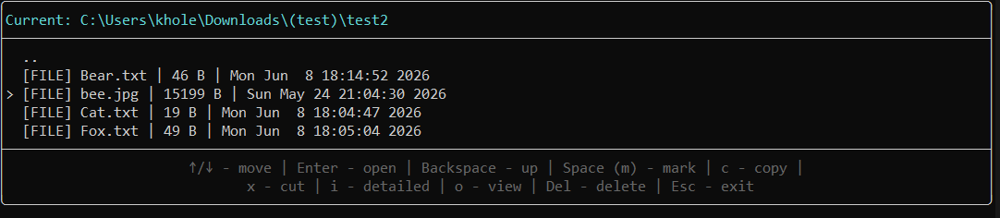 Current: C:\Users\khole\Downloads\(test)\test2
..
[FILE] Bear.txt | 46 B | Mon Jun  8 18:14:52 2026
> [FILE] bee.jpg | 15199 B | Sun May 24 21:04:30 2026
[FILE] Cat.txt | 19 B | Mon Jun  8 18:04:47 2026
[FILE] Fox.txt | 49 B | Mon Jun  8 18:05:04 2026
↑/↓ - move | Enter - open | Backspace - up | Space (m) - mark | c - copy |
x - cut | i - detailed | o - view | Del - delete | Esc - exit